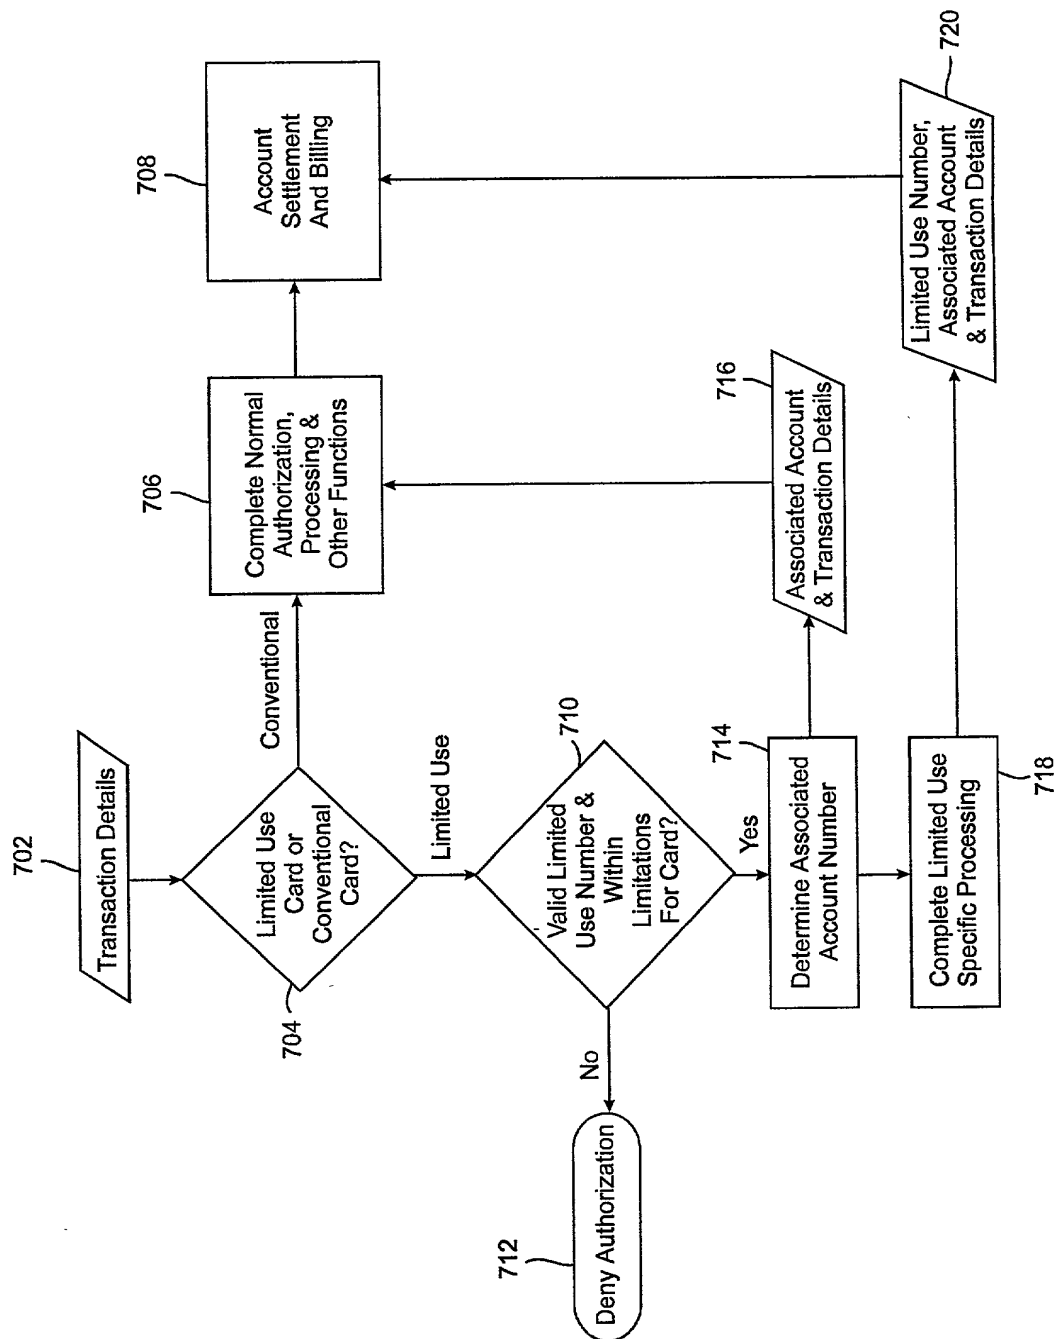 702
Transaction Details
704
Limited Use
Card or
Conventional
Card?
Conventional
706
Complete Normal
Authorization,
Processing &
Other Functions
708
Account
Settlement
And Billing
Limited Use
710
Valid Limited
Use Number &
Within
Limitations
For Card?
No
712
Deny Authorization
Yes
714
Determine Associated
Account Number
716
Associated Account
& Transaction Details
718
Complete Limited Use
Specific Processing
720
Limited Use Number,
Associated Account
& Transaction Details